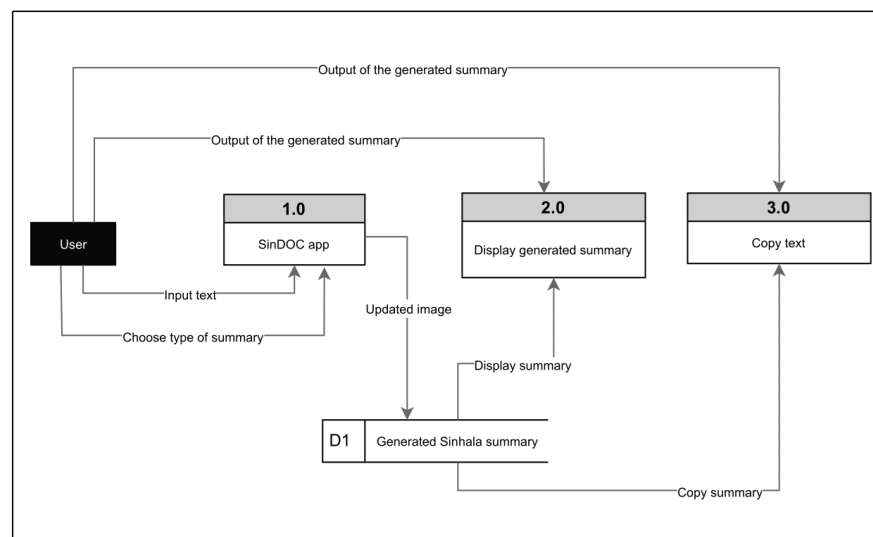 Output of the generated summary
Output of the generated summary
1.0
2.0
3.0
User
SinDOC app
Display generated summary
Copy text
Input text
Updated image
Choose type of summary
Display summary
D1
Generated Sinhala summary
Copy summary